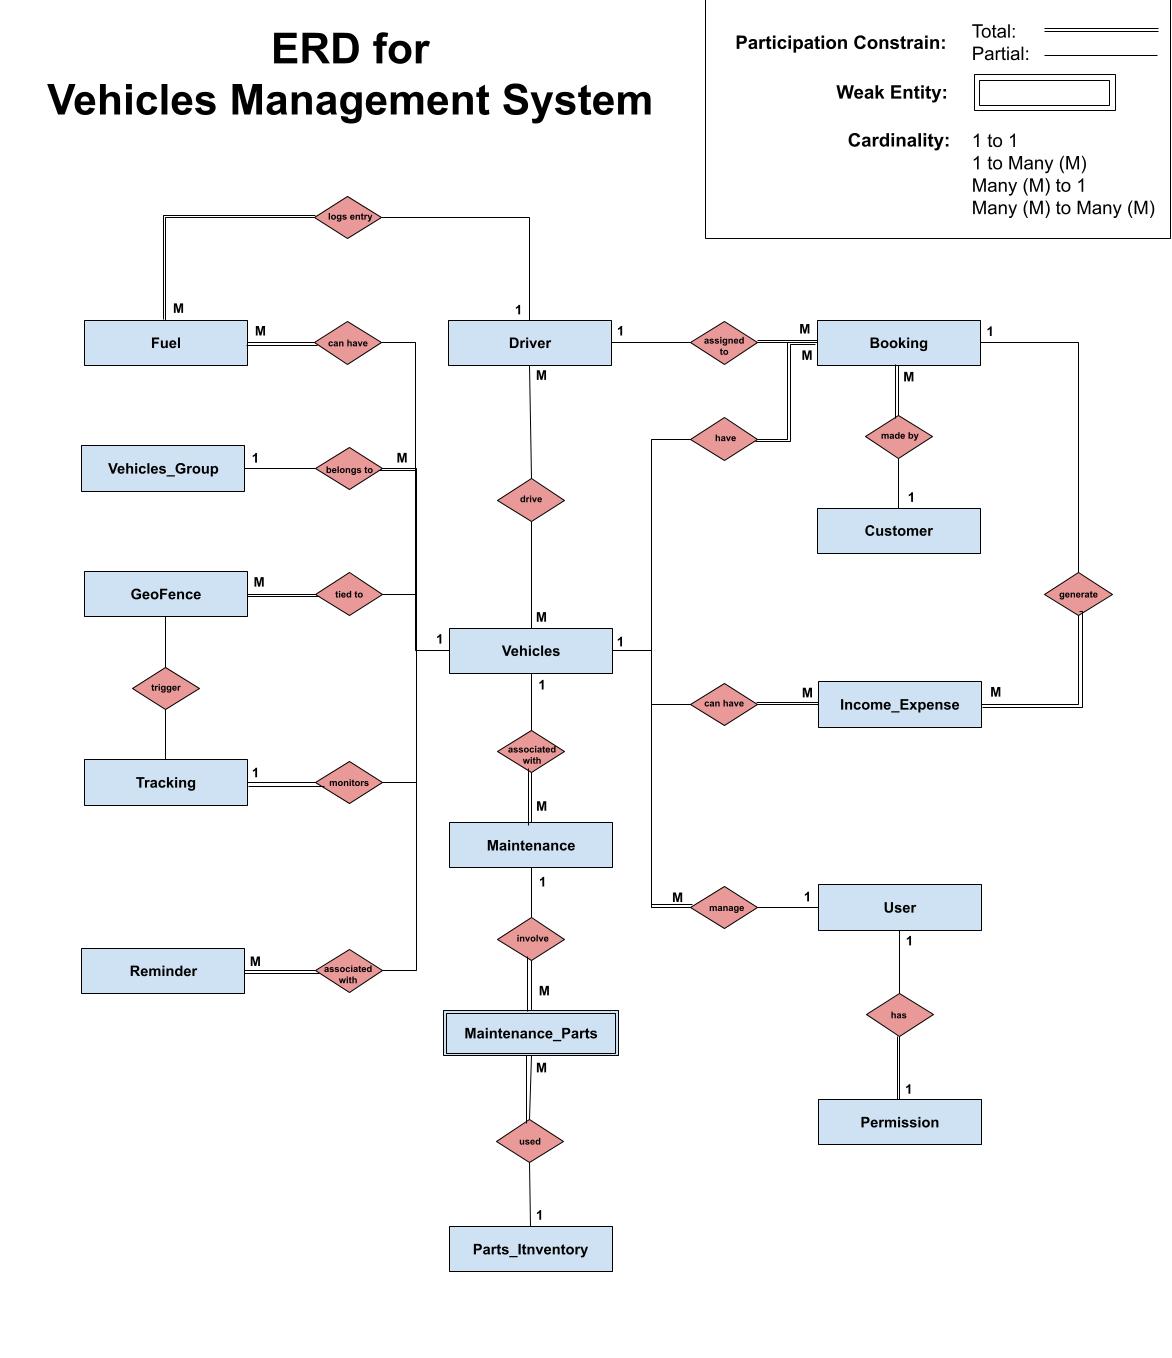 ERD for
Vehicles Management System
Participation Constrain:
Total:
Partial:
Weak Entity:
Cardinality:
1 to 1
1 to Many (M)
Many (M) to 1
Many (M) to Many (M)
logs entry
M
1
Fuel
M
can have
Driver
1
assigned
to
M
M
Booking
1
M
M
have
made by
1
Customer
Vehicles_Group
1
belongs to
M
drive
GeoFence
M
tied to
generate
M
1
Vehicles
1
1
trigger
can have
M
Income_Expense
M
associated
with
Tracking
1
monitors
M
Maintenance
1
M
manage
1
User
1
involve
Reminder
M
associated
with
M
has
Maintenance_Parts
M
1
Permission
used
1
Parts_Itnventory